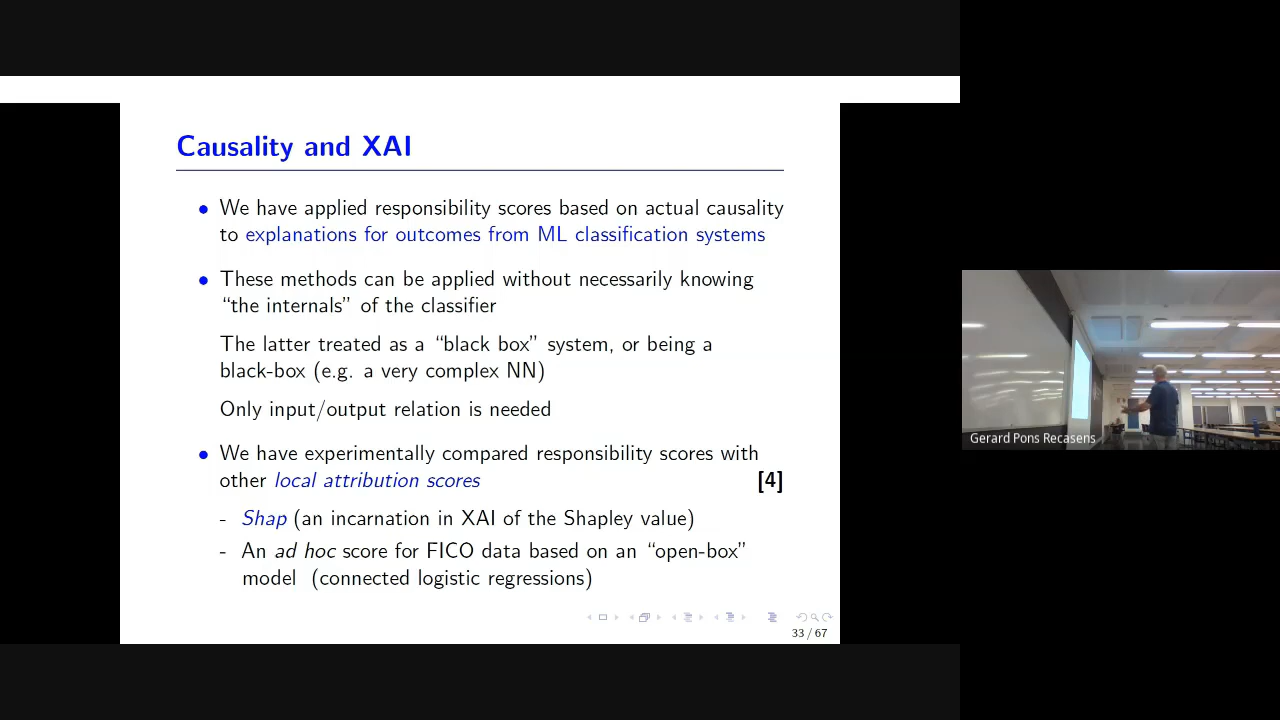 Causality and XAI
• We have applied responsibility scores based on actual causality
to explanations for outcomes from ML classification systems
• These methods can be applied without necessarily knowing
“the internals” of the classifier
The latter treated as a “black box” system, or being a
black-box (e.g. a very complex NN)
Only input/output relation is needed
• We have experimentally compared responsibility scores with
other local attribution scores [4]
- Shap (an incarnation in XAI of the Shapley value)
- An ad hoc score for FICO data based on an “open-box”
model (connected logistic regressions)
33 / 67
Gerard Pons Recasens